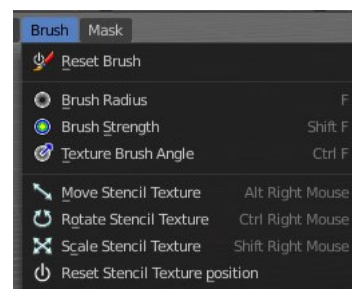 Brush Mask
Reset Brush
Brush Radius F
Brush Strength Shift F
Texture Brush Angle Ctrl F
Move Stencil Texture Alt Right Mouse
Rotate Stencil Texture Ctrl Right Mouse
Scale Stencil Texture Shift Right Mouse
Reset Stencil Texture position